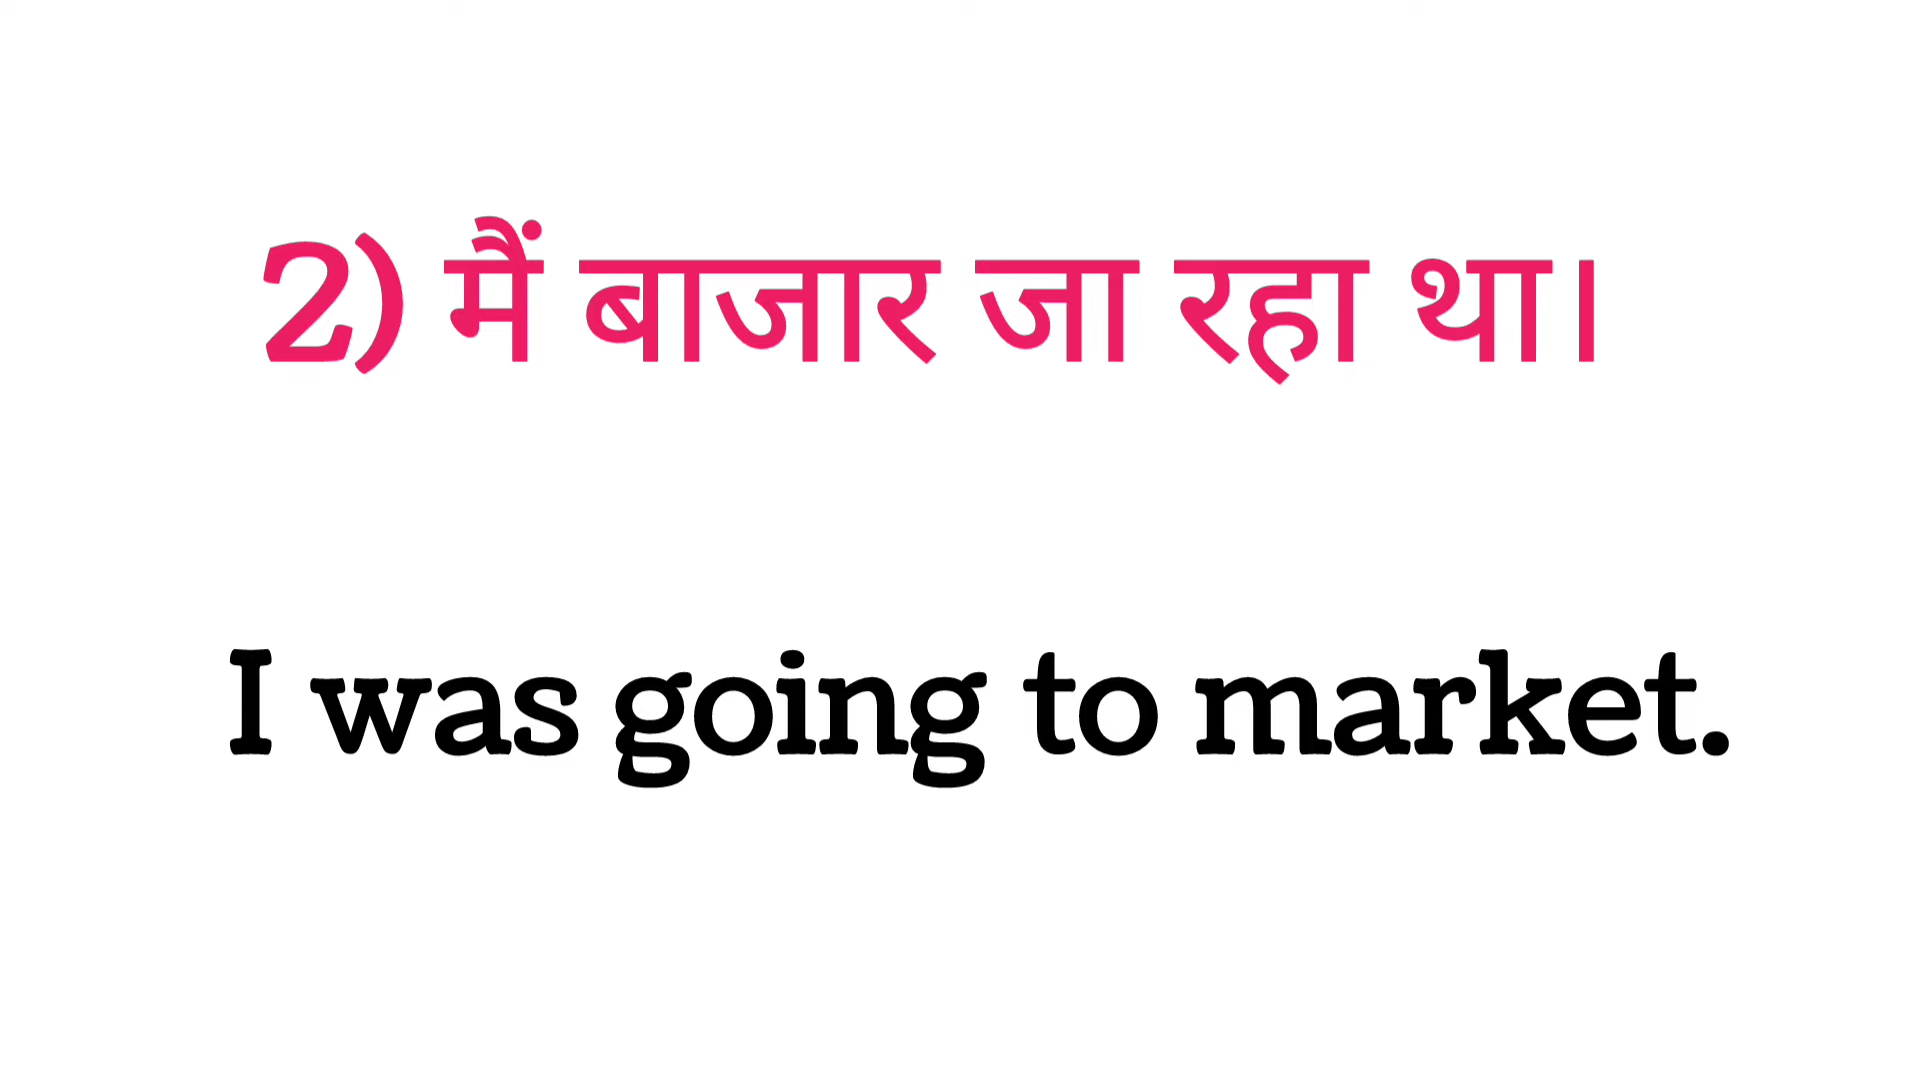 2) मैं बाजार जा रहा था।
I was going to market.